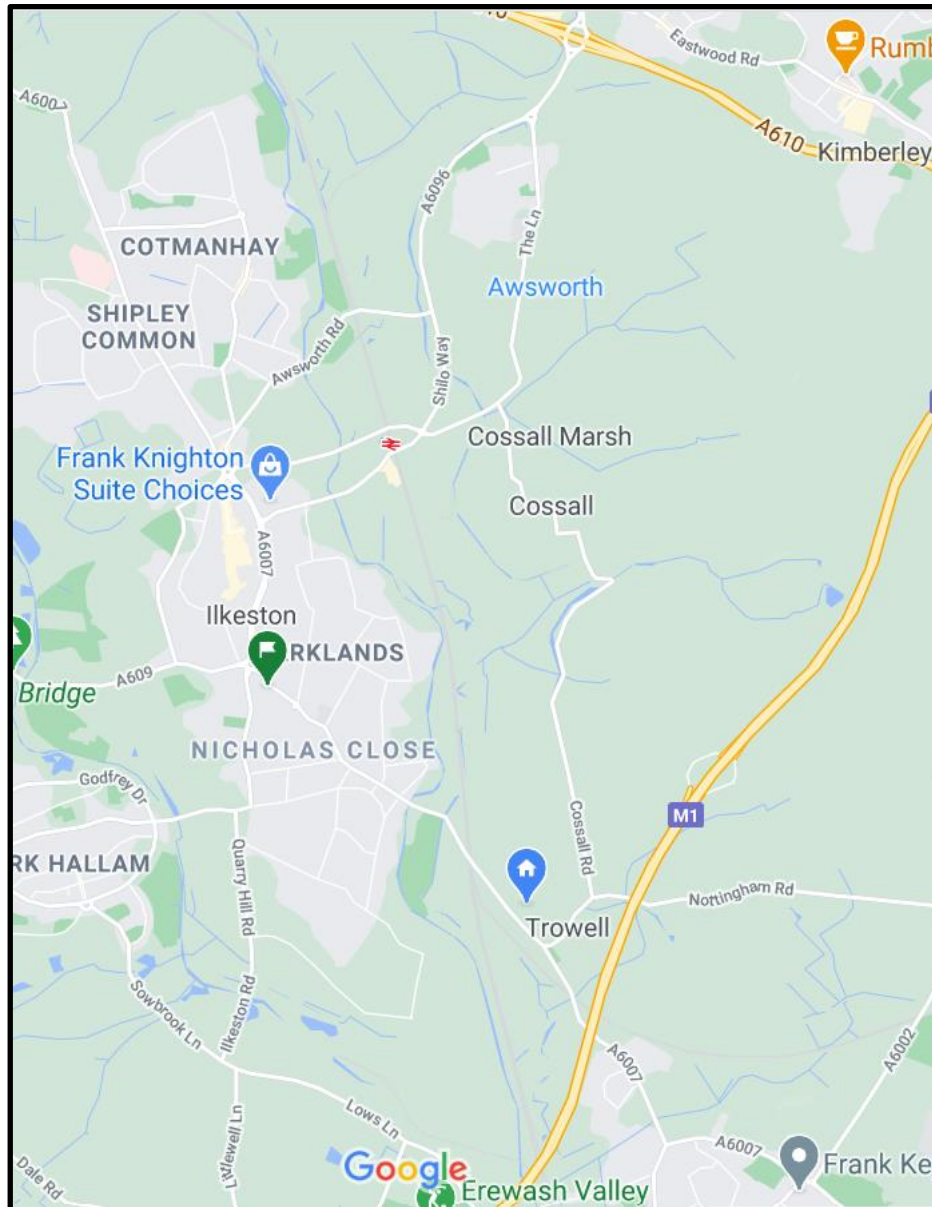 A6007
Eastwood Rd
Rumb
A610
Kimberley
A6096
COTMANHAY
The Ln
Awsworth
SHIPLEY
COMMON
Awsworth Rd
Shilo Way
Cossall Marsh
Frank Knighton
Suite Choices
Cossall
A6007
Ilkeston
RKLANDS
A609
Bridge
NICHOLAS CLOSE
Godfrey Dr
M1
Cossall Rd
RK HALLAM
Quarry Hill Rd
Nottingham Rd
Trowell
Sowbrook Ln
Ilkeston Rd
A6007
A6002
Lows Ln
A6007
Dale Rd
Google
Frank Ke
Erewash Valley